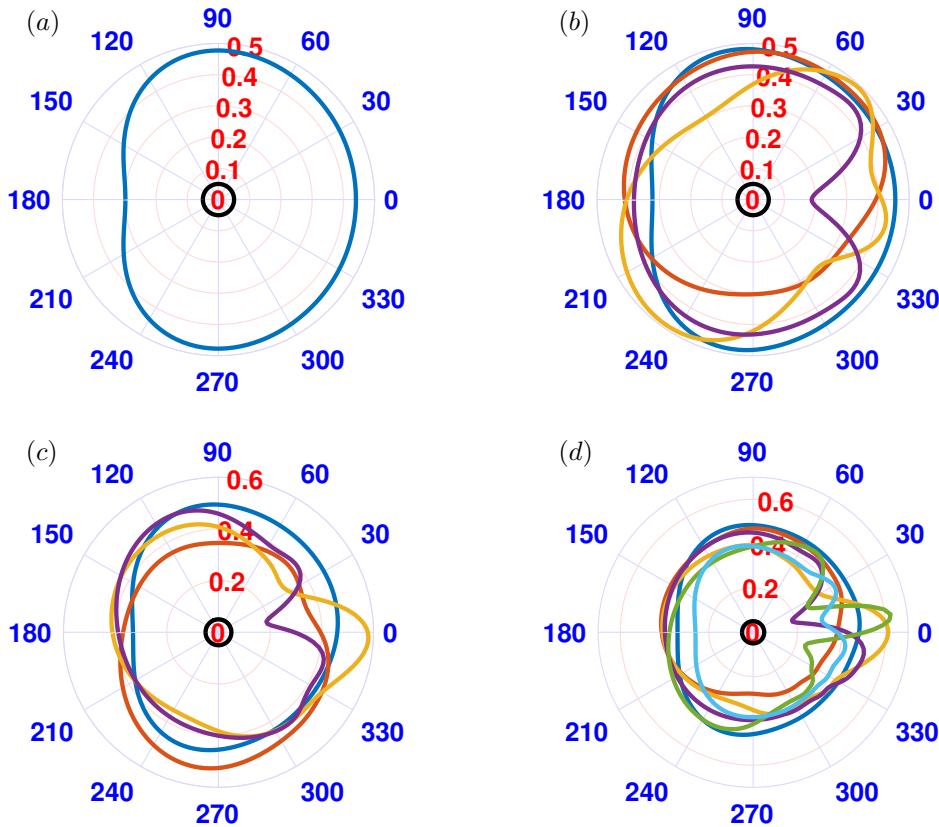 (a) 90 (b) 90
120 0.5 60 120 0.5 60
0.4 0.4
150 0.3 30 150 0.3 30
0.2 0.2
0.1 0.1
180 0 0 180 0 0
210 330 210 330
240 300 240 300
270 270
(c) 90 (d) 90
120 0.6 60 120 0.6 60
150 0.4 30 150 0.4 30
0.2 0.2
180 0 0 180 0 0
210 330 210 330
240 300 240 300
270 270